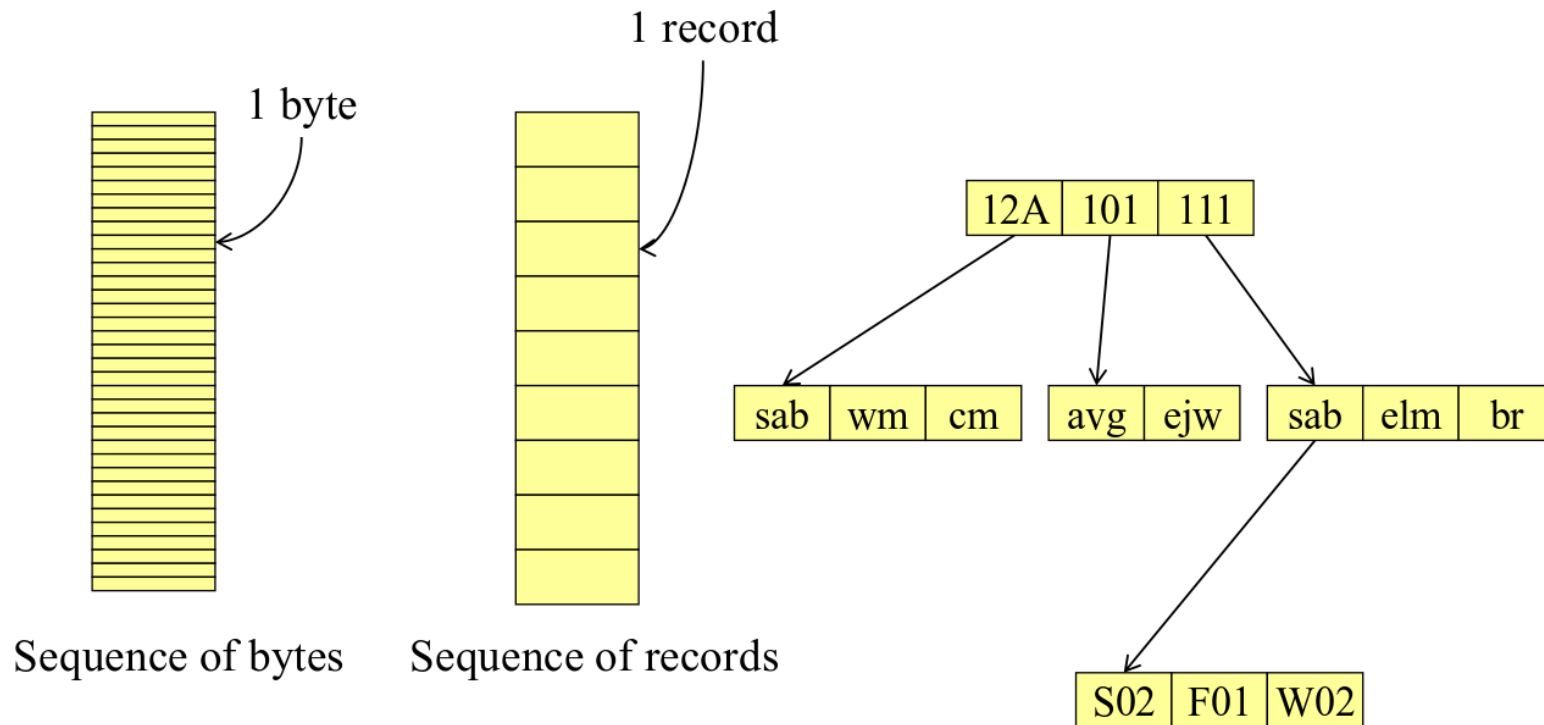 1 record
1 byte
12A 101 111
sab wm cm
avg ejw
sab elm br
Sequence of bytes
Sequence of records
S02 F01 W02